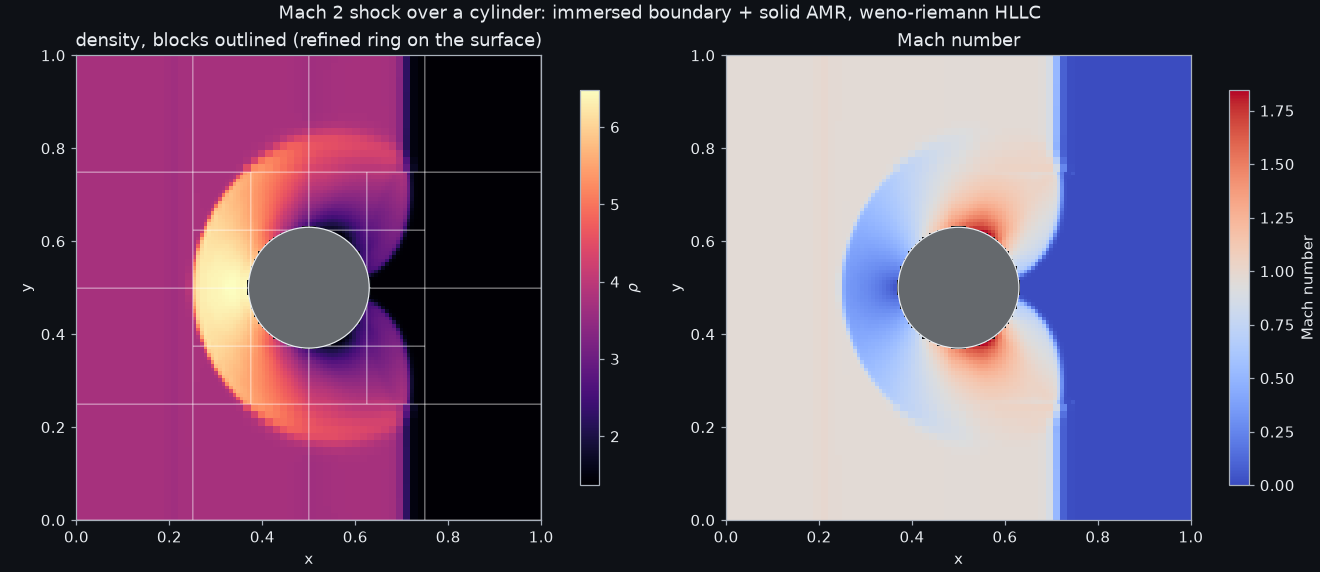 Mach 2 shock over a cylinder: immersed boundary + solid AMR, weno-riemann HLLC
density, blocks outlined (refined ring on the surface)
1.0
0.8
0.6
0.4
0.2
0.0
y
0.0 0.2 0.4 0.6 0.8 1.0
x
6
5
4
3
2
ρ
Mach number
1.0
0.8
0.6
0.4
0.2
0.0
y
0.0 0.2 0.4 0.6 0.8 1.0
x
1.75
1.50
1.25
1.00
0.75
0.50
0.25
0.00
Mach number